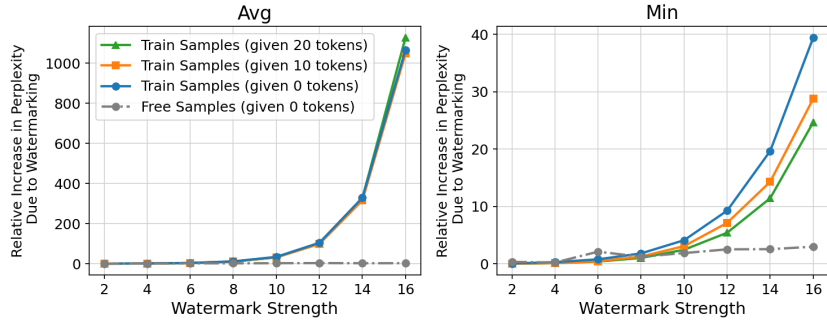 Avg
Relative Increase in Perplexity
Due to Watermarking
1000
800
600
400
200
0
Train Samples (given 20 tokens)
Train Samples (given 10 tokens)
Train Samples (given 0 tokens)
Free Samples (given 0 tokens)
2 4 6 8 10 12 14 16
Watermark Strength
Min
Relative Increase in Perplexity
Due to Watermarking
40
30
20
10
0
2 4 6 8 10 12 14 16
Watermark Strength